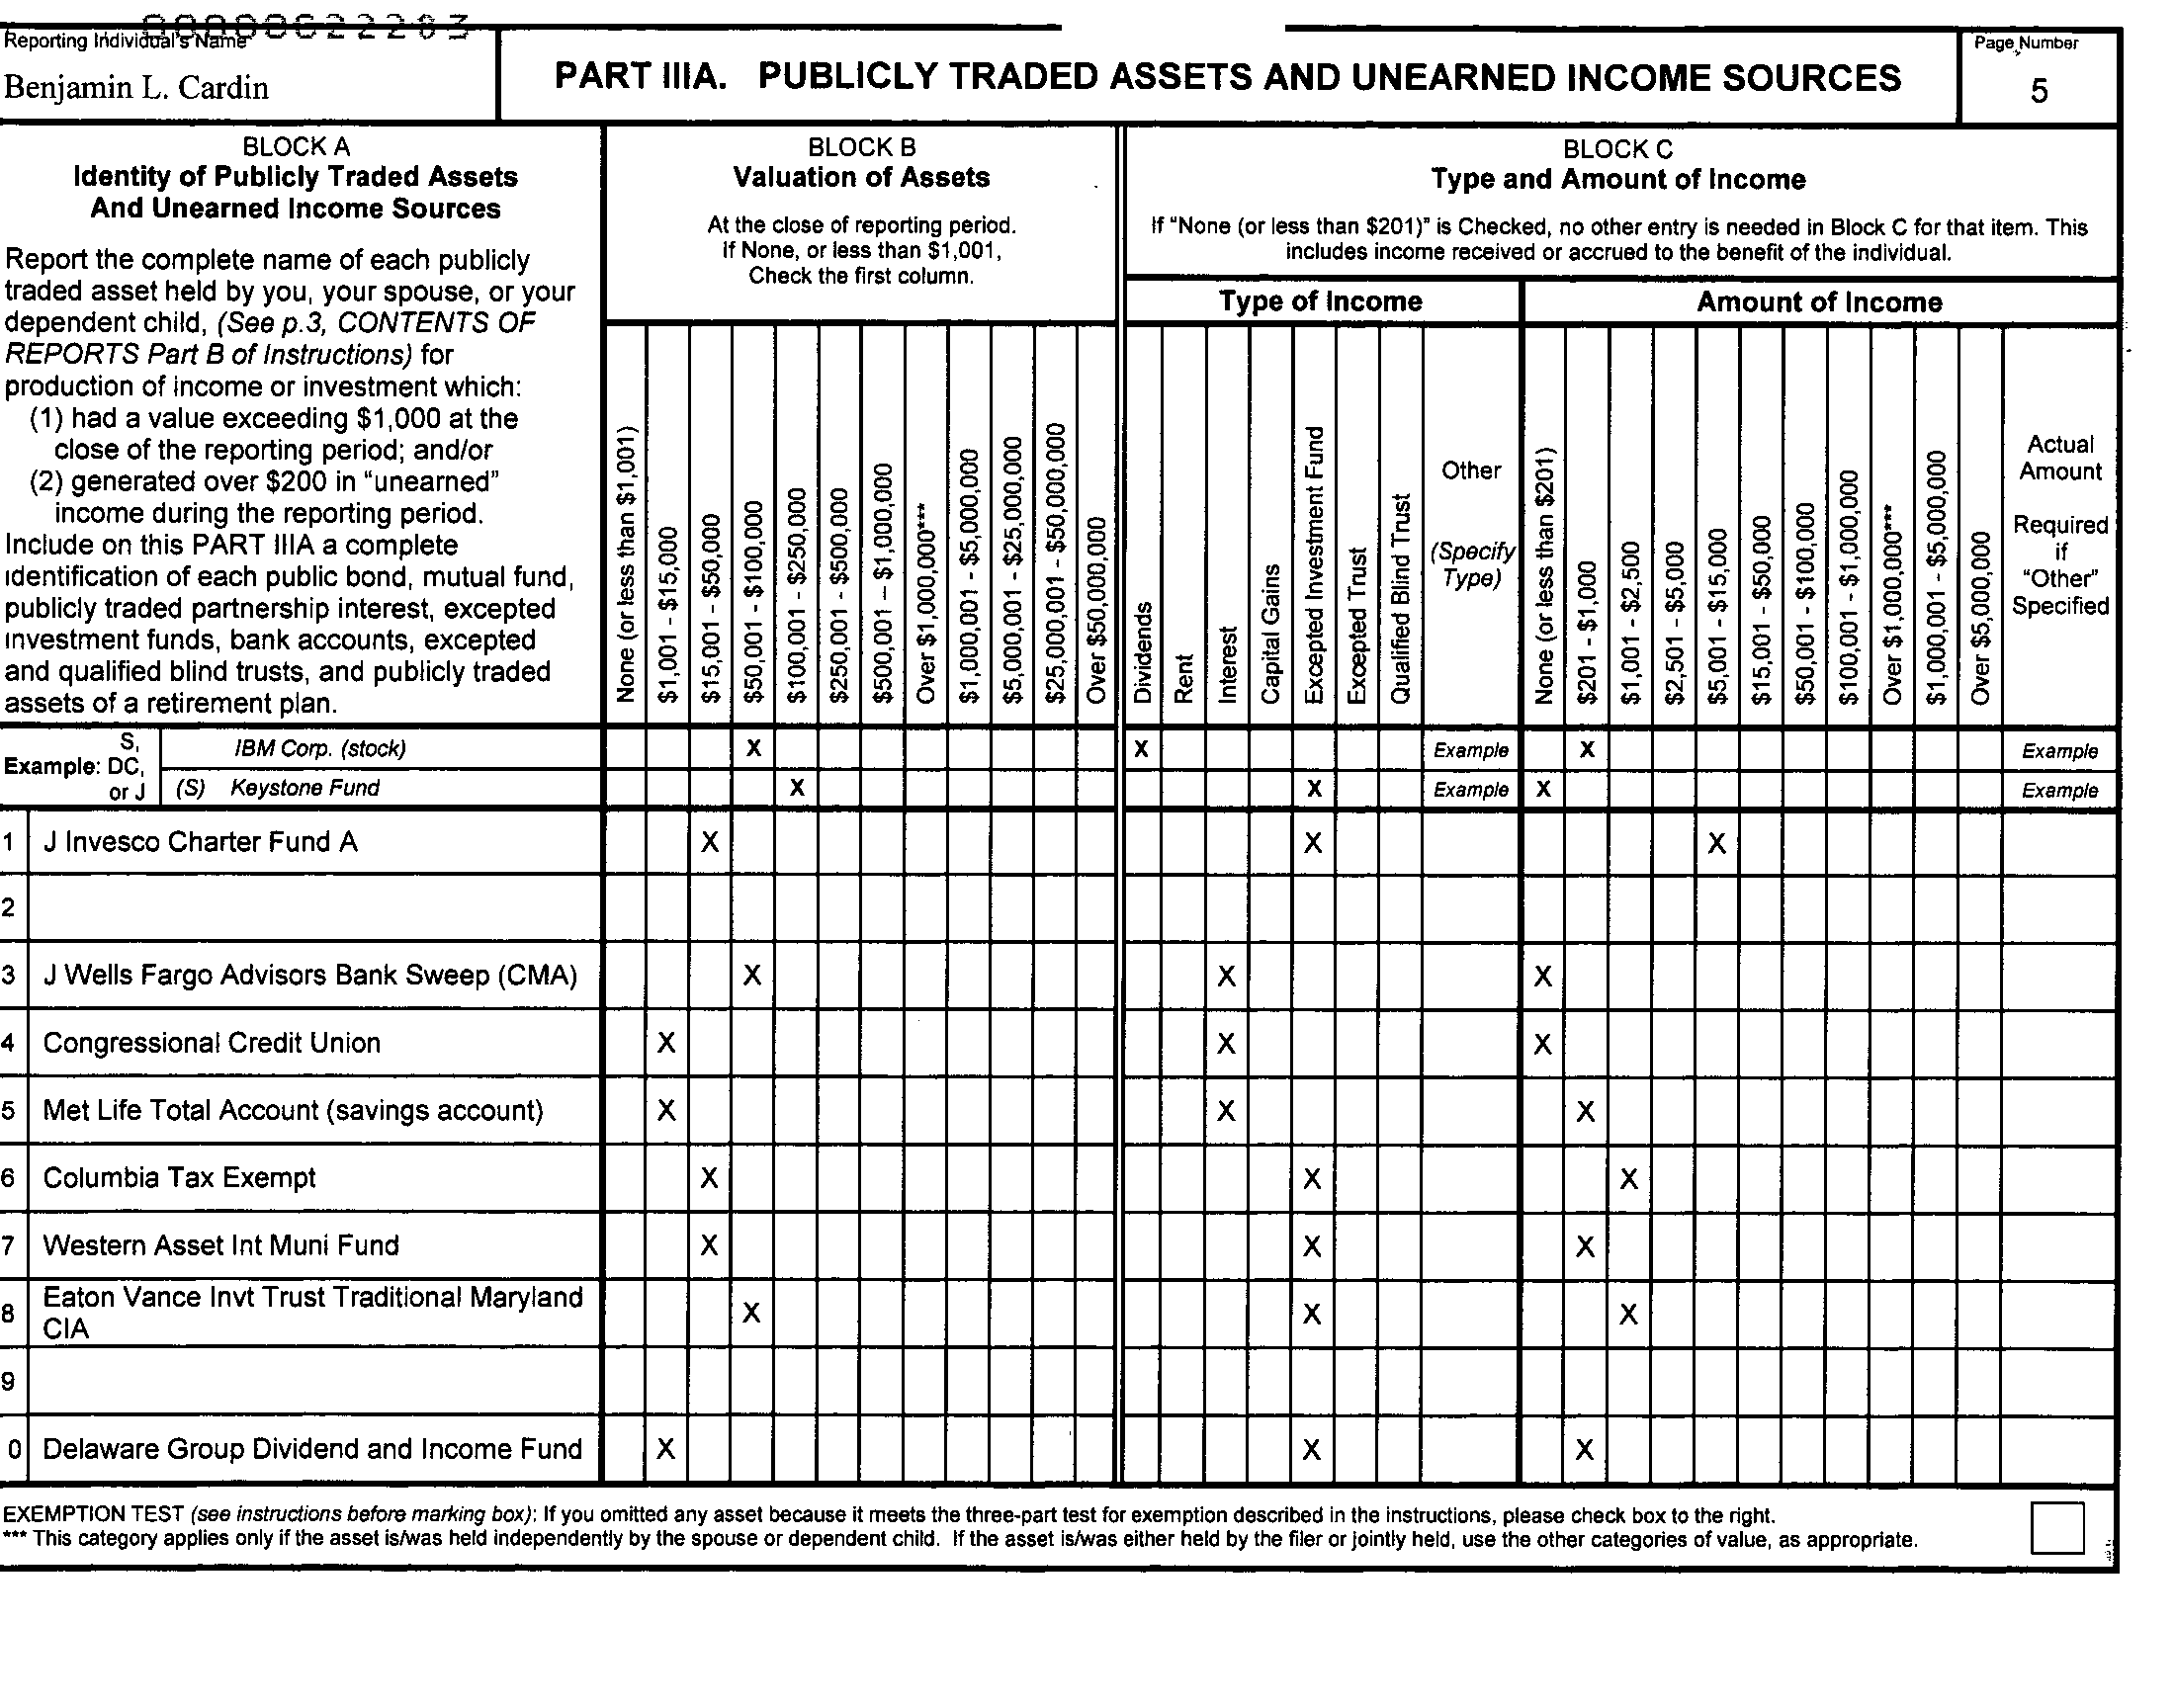 00000622263
Reporting Individual's Name
Benjamin L. Cardin
PART IIIA. PUBLICLY TRADED ASSETS AND UNEARNED INCOME SOURCES
Page Number
5
BLOCK A
Identity of Publicly Traded Assets
And Unearned Income Sources
Report the complete name of each publicly
traded asset held by you, your spouse, or your
dependent child, (See p.3, CONTENTS OF
REPORTS Part B of Instructions) for
production of income or investment which:
(1) had a value exceeding $1,000 at the
close of the reporting period; and/or
(2) generated over $200 in “unearned”
income during the reporting period.
Include on this PART IIIA a complete
identification of each public bond, mutual fund,
publicly traded partnership interest, excepted
investment funds, bank accounts, excepted
and qualified blind trusts, and publicly traded
assets of a retirement plan.
BLOCK B
Valuation of Assets
At the close of reporting period.
If None, or less than $1,001,
Check the first column.
None (or less than $1,001)
$1,001 - $15,000
$15,001 - $50,000
$50,001 - $100,000
$100,001 - $250,000
$250,001 - $500,000
$500,001 – $1,000,000
Over $1,000,000***
$1,000,001 - $5,000,000
$5,000,001 - $25,000,000
$25,000,001 - $50,000,000
Over $50,000,000
BLOCK C
Type and Amount of Income
If “None (or less than $201)” is Checked, no other entry is needed in Block C for that item. This
includes income received or accrued to the benefit of the individual.
Type of Income
Dividends
Rent
Interest
Capital Gains
Excepted Investment Fund
Excepted Trust
Qualified Blind Trust
Other
(Specify
Type)
Amount of Income
None (or less than $201)
$201 - $1,000
$1,001 - $2,500
$2,501 - $5,000
$5,001 - $15,000
$15,001 - $50,000
$50,001 - $100,000
$100,001 - $1,000,000
Over $1,000,000***
$1,000,001 - $5,000,000
Over $5,000,000
Actual
Amount
Required
if
“Other”
Specified
Example: S, DC, or J
IBM Corp. (stock) X X Example X Example
(S) Keystone Fund X X Example X Example
1 J Invesco Charter Fund A X X X
2
3 J Wells Fargo Advisors Bank Sweep (CMA) X X X
4 Congressional Credit Union X X X
5 Met Life Total Account (savings account) X X X
6 Columbia Tax Exempt X X X
7 Western Asset Int Muni Fund X X X
8 Eaton Vance Invt Trust Traditional Maryland
CIA X X X
9
0 Delaware Group Dividend and Income Fund X X X
EXEMPTION TEST (see instructions before marking box): If you omitted any asset because it meets the three-part test for exemption described in the instructions, please check box to the right.
*** This category applies only if the asset is/was held independently by the spouse or dependent child. If the asset is/was either held by the filer or jointly held, use the other categories of value, as appropriate.